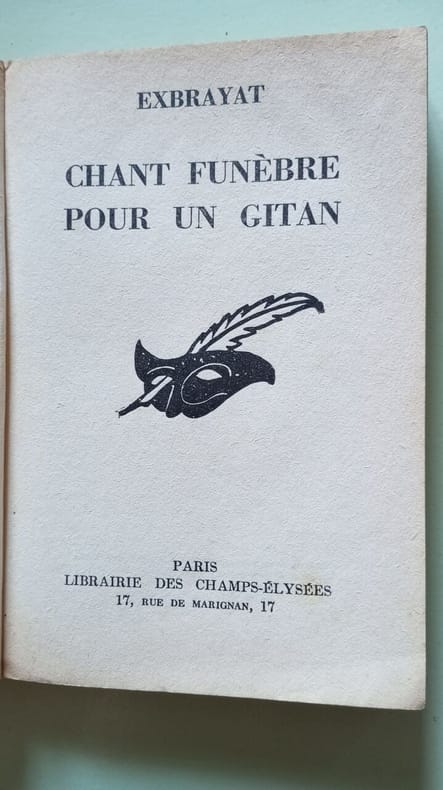 EXBRAYAT
CHANT FUNÈBRE
POUR UN GITAN
PARIS
LIBRAIRIE DES CHAMPS-ÉLYSÉES
17, RUE DE MARIGNAN, 17